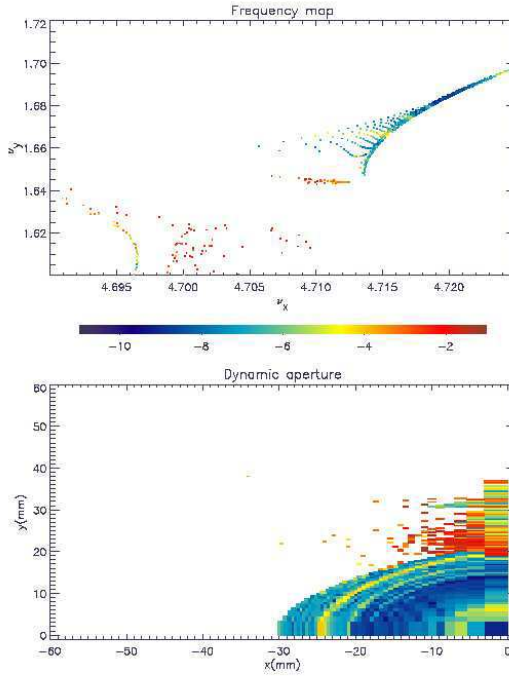 Frequency map
1.72
1.70
1.68
1.66
1.64
1.62
νy
4.695 4.700 4.705 4.710 4.715 4.720
νx
-10 -8 -6 -4 -2
Dynamic aperture
60
50
40
30
20
10
0
y(mm)
-60 -50 -40 -30 -20 -10 0
x(mm)